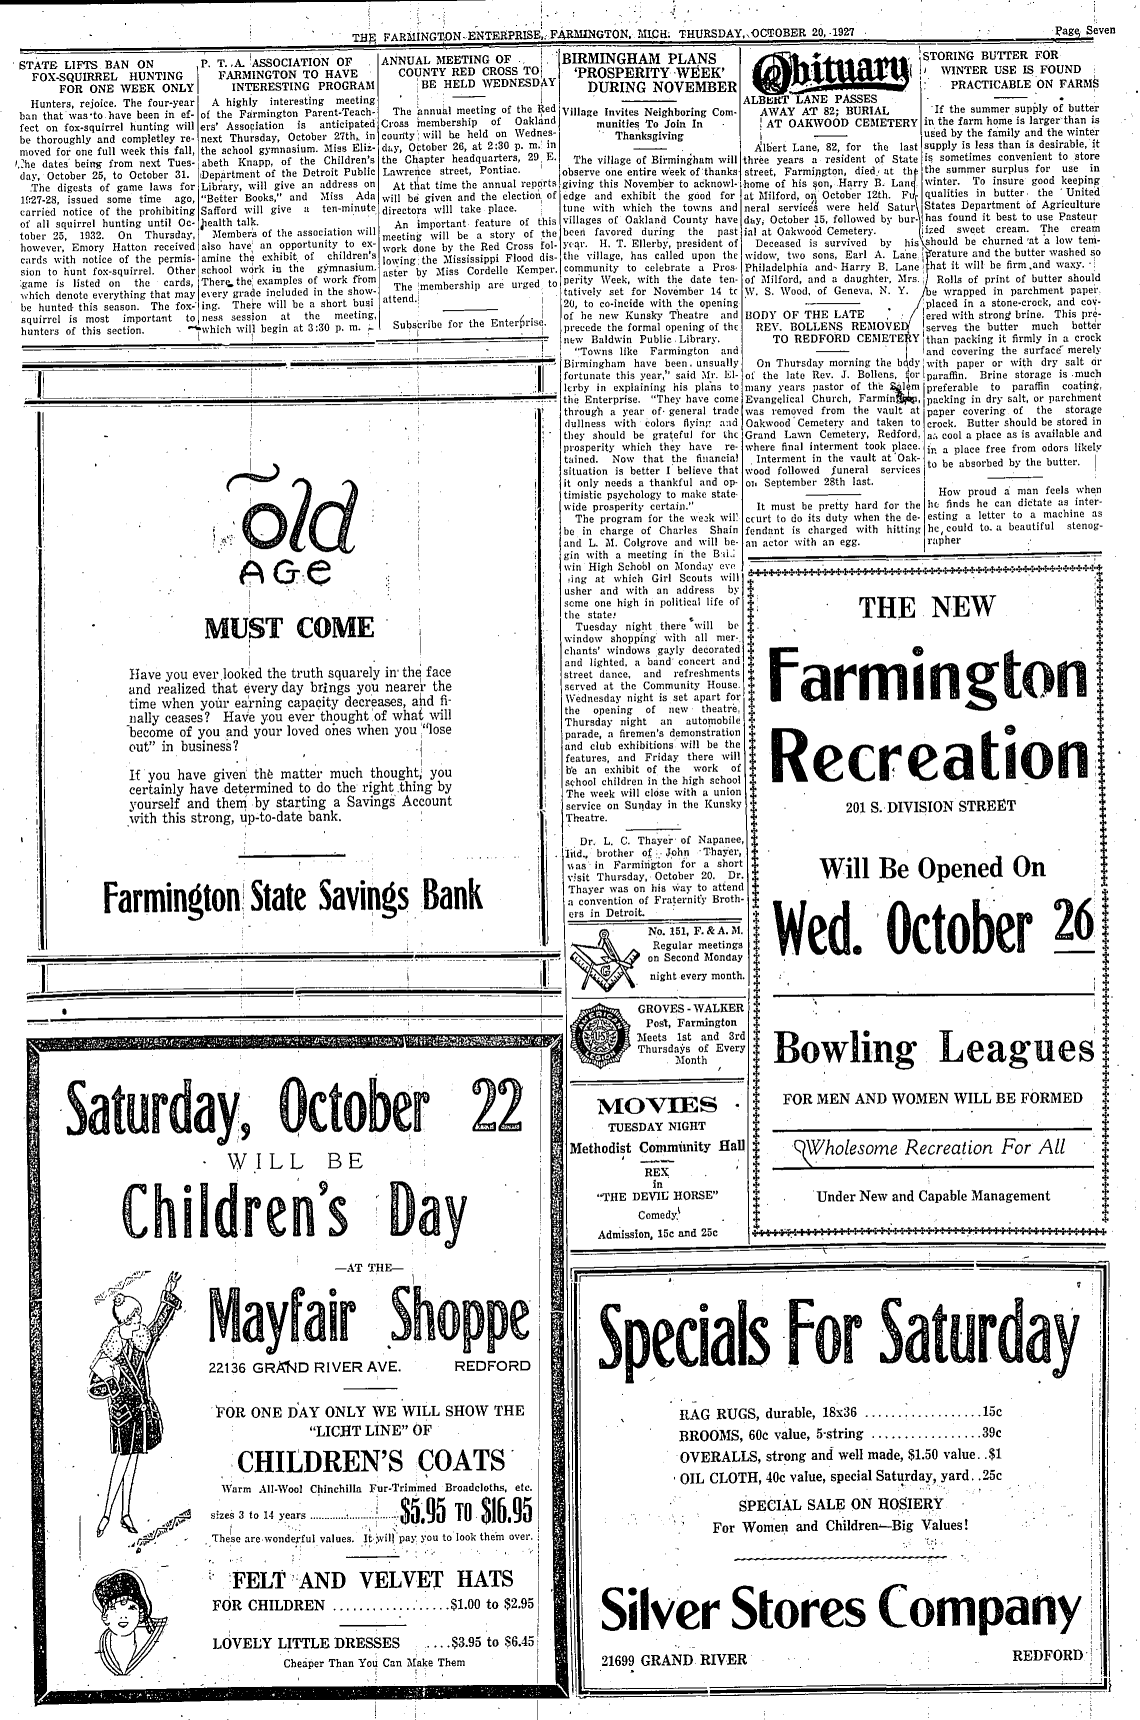 THE FARMINGTON ENTERPRISE, FARMINGTON, MICH. THURSDAY, OCTOBER 20, 1927
Page Seven
STATE LIFTS BAN ON
FOX-SQUIRREL HUNTING
FOR ONE WEEK ONLY
Hunters, rejoice. The four-year
ban that was to have been in ef-
fect on fox-squirrel hunting will
be thoroughly and completley re-
moved for one full week this fall,
the dates being from next Tues-
day, October 25, to October 31.
The digests of game laws for
1927-28, issued some time ago,
carried notice of the prohibiting
of all squirrel hunting until Oc-
tober 25, 1932. On Thursday,
however, Emory Hatton received
cards with notice of the permis-
sion to hunt fox-squirrel. Other
game is listed on the cards,
which denote everything that may
be hunted this season. The fox-
squirrel is most important to
hunters of this section.
P. T. A. ASSOCIATION OF
FARMINGTON TO HAVE
INTERESTING PROGRAM
A highly interesting meeting
of the Farmington Parent-Teach-
ers' Association is anticipated
next Thursday, October 27th, in
the school gymnasium. Miss Eliz-
abeth Knapp, of the Children's
Department of the Detroit Public
Library, will give an address on
"Better Books," and Miss Ada
Safford will give a ten-minute
health talk.
Members of the association will
also have an opportunity to ex-
amine the exhibit of children's
school work in the gymnasium.
There the examples of work from
every grade included in the show-
ing. There will be a short busi
ness session at the meeting,
which will begin at 3:30 p. m.
ANNUAL MEETING OF
COUNTY RED CROSS TO
BE HELD WEDNESDAY
The annual meeting of the Red
Cross membership of Oakland
county will be held on Wednes-
day, October 26, at 2:30 p. m. in
the Chapter headquarters, 29 E.
Lawrence street, Pontiac.
At that time the annual reports
will be given and the election of
directors will take place.
An important feature of this
meeting will be a story of the
work done by the Red Cross fol-
lowing the Mississippi Flood dis-
aster by Miss Cordelle Kemper.
The membership are urged to
attend.
Subscribe for the Enterprise.
old
AGe
MUST COME
Have you ever looked the truth squarely in the face
and realized that every day brings you nearer the
time when your earning capacity decreases, and fi-
nally ceases? Have you ever thought of what will
become of you and your loved ones when you "lose
out" in business?
If you have given the matter much thought, you
certainly have determined to do the right thing by
yourself and them by starting a Savings Account
with this strong, up-to-date bank.
Farmington State Savings Bank
Saturday, October 22
WILL BE
Children's Day
—AT THE—
Mayfair Shoppe
22136 GRAND RIVER AVE. REDFORD
FOR ONE DAY ONLY WE WILL SHOW THE
"LICHT LINE" OF
CHILDREN'S COATS
Warm All-Wool Chinchilla Fur-Trimmed Broadcloths, etc.
sizes 3 to 14 years ........................ $5.95 TO $16.95
These are wonderful values. It will pay you to look them over.
FELT AND VELVET HATS
FOR CHILDREN ..................$1.00 to $2.95
LOVELY LITTLE DRESSES ....$3.95 to $6.45
Cheaper Than You Can Make Them
BIRMINGHAM PLANS
'PROSPERITY WEEK'
DURING NOVEMBER
Village Invites Neighboring Com-
munities To Join In
Thanksgiving
The village of Birmingham will
observe one entire week of thanks
giving this November to acknowl-
edge and exhibit the good for
tune with which the towns and
villages of Oakland County have
been favored during the past
year. H. T. Ellerby, president of
the village, has called upon the
community to celebrate a Pros-
perity Week, with the date ten-
tatively set for November 14 to
20, to co-incide with the opening
of he new Kunsky Theatre and
precede the formal opening of the
new Baldwin Public Library.
"Towns like Farmington and
Birmingham have been unsually
fortunate this year," said Mr. El-
lerby in explaining his plans to
the Enterprise. "They have come
through a year of general trade
dullness with colors flying and
they should be grateful for the
prosperity which they have re-
tained. Now that the financial
situation is better I believe that
it only needs a thankful and op-
timistic psychology to make state-
wide prosperity certain."
The program for the week will
be in charge of Charles Shain
and L. M. Colgrove and will be-
gin with a meeting in the Bal
win High School on Monday eve
ing at which Girl Scouts will
usher and with an address by
some one high in political life of
the state.
Tuesday night there will be
window shopping with all mer-
chants' windows gayly decorated
and lighted, a band concert and
street dance, and refreshments
served at the Community House.
Wednesday night is set apart for
the opening of new theatre,
Thursday night an automobile
parade, a firemen's demonstration
and club exhibitions will be the
features, and Friday there will
be an exhibit of the work of
school children in the high school
The week will close with a union
service on Sunday in the Kunsky
Theatre.
Dr. L. C. Thayer of Napanee,
Ind., brother of John Thayer,
was in Farmington for a short
visit Thursday, October 20. Dr.
Thayer was on his way to attend
a convention of Fraternity Broth-
ers in Detroit.
G
No. 151, F. & A. M.
Regular meetings
on Second Monday
night every month.
AMERICAN
LEGION
GROVES - WALKER
Post, Farmington
Meets 1st and 3rd
Thursdays of Every
Month
MOVIES
TUESDAY NIGHT
Methodist Community Hall
REX
in
"THE DEVIL HORSE"
Comedy
Admission, 15c and 25c
Obituary
ALBERT LANE PASSES
AWAY AT 82; BURIAL
AT OAKWOOD CEMETERY
Albert Lane, 82, for the last
three years a resident of State
street, Farmington, died at the
home of his son, Harry B. Lane
at Milford, on October 12th. Fu-
neral services were held Satur
day, October 15, followed by bur-
ial at Oakwood Cemetery.
Deceased is survived by his
widow, two sons, Earl A. Lane
Philadelphia and Harry B. Lane
of Milford, and a daughter, Mrs.
W. S. Wood, of Geneva, N. Y.
BODY OF THE LATE
REV. BOLLENS REMOVED
TO REDFORD CEMETERY
On Thursday morning the body
of the late Rev. J. Bollens, for
many years pastor of the Salem
Evangelical Church, Farmington,
was removed from the vault at
Oakwood Cemetery and taken to
Grand Lawn Cemetery, Redford,
where final interment took place.
Interment in the vault at Oak-
wood followed funeral services
on September 28th last.
It must be pretty hard for the
court to do its duty when the de-
fendant is charged with hitting
an actor with an egg.
STORING BUTTER FOR
WINTER USE IS FOUND
PRACTICABLE ON FARMS
If the summer supply of butter
in the farm home is larger than is
used by the family and the winter
supply is less than is desirable, it
is sometimes convenient to store
the summer surplus for use in
winter. To insure good keeping
qualities in butter the United
States Department of Agriculture
has found it best to use Pasteur
ized sweet cream. The cream
should be churned at a low tem-
perature and the butter washed so
that it will be firm and waxy.
Rolls of print of butter should
be wrapped in parchment paper,
placed in a stone-crock, and cov-
ered with strong brine. This pre-
serves the butter much better
than packing it firmly in a crock
and covering the surface merely
with paper or with dry salt or
paraffin. Brine storage is much
preferable to paraffin coating,
packing in dry salt, or parchment
paper covering of the storage
crock. Butter should be stored in
as cool a place as is available and
in a place free from odors likely
to be absorbed by the butter.
How proud a man feels when
he finds he can dictate as inter-
esting a letter to a machine as
he could to a beautiful stenog-
rapher
THE NEW
Farmington
Recreation
201 S. DIVISION STREET
Will Be Opened On
Wed. October 26
Bowling Leagues
FOR MEN AND WOMEN WILL BE FORMED
Wholesome Recreation For All
Under New and Capable Management
Specials For Saturday
RAG RUGS, durable, 18x36 .................15c
BROOMS, 60c value, 5-string ................39c
OVERALLS, strong and well made, $1.50 value..$1
OIL CLOTH, 40c value, special Saturday, yard..25c
SPECIAL SALE ON HOSIERY
For Women and Children—Big Values!
Silver Stores Company
21699 GRAND RIVER REDFORD